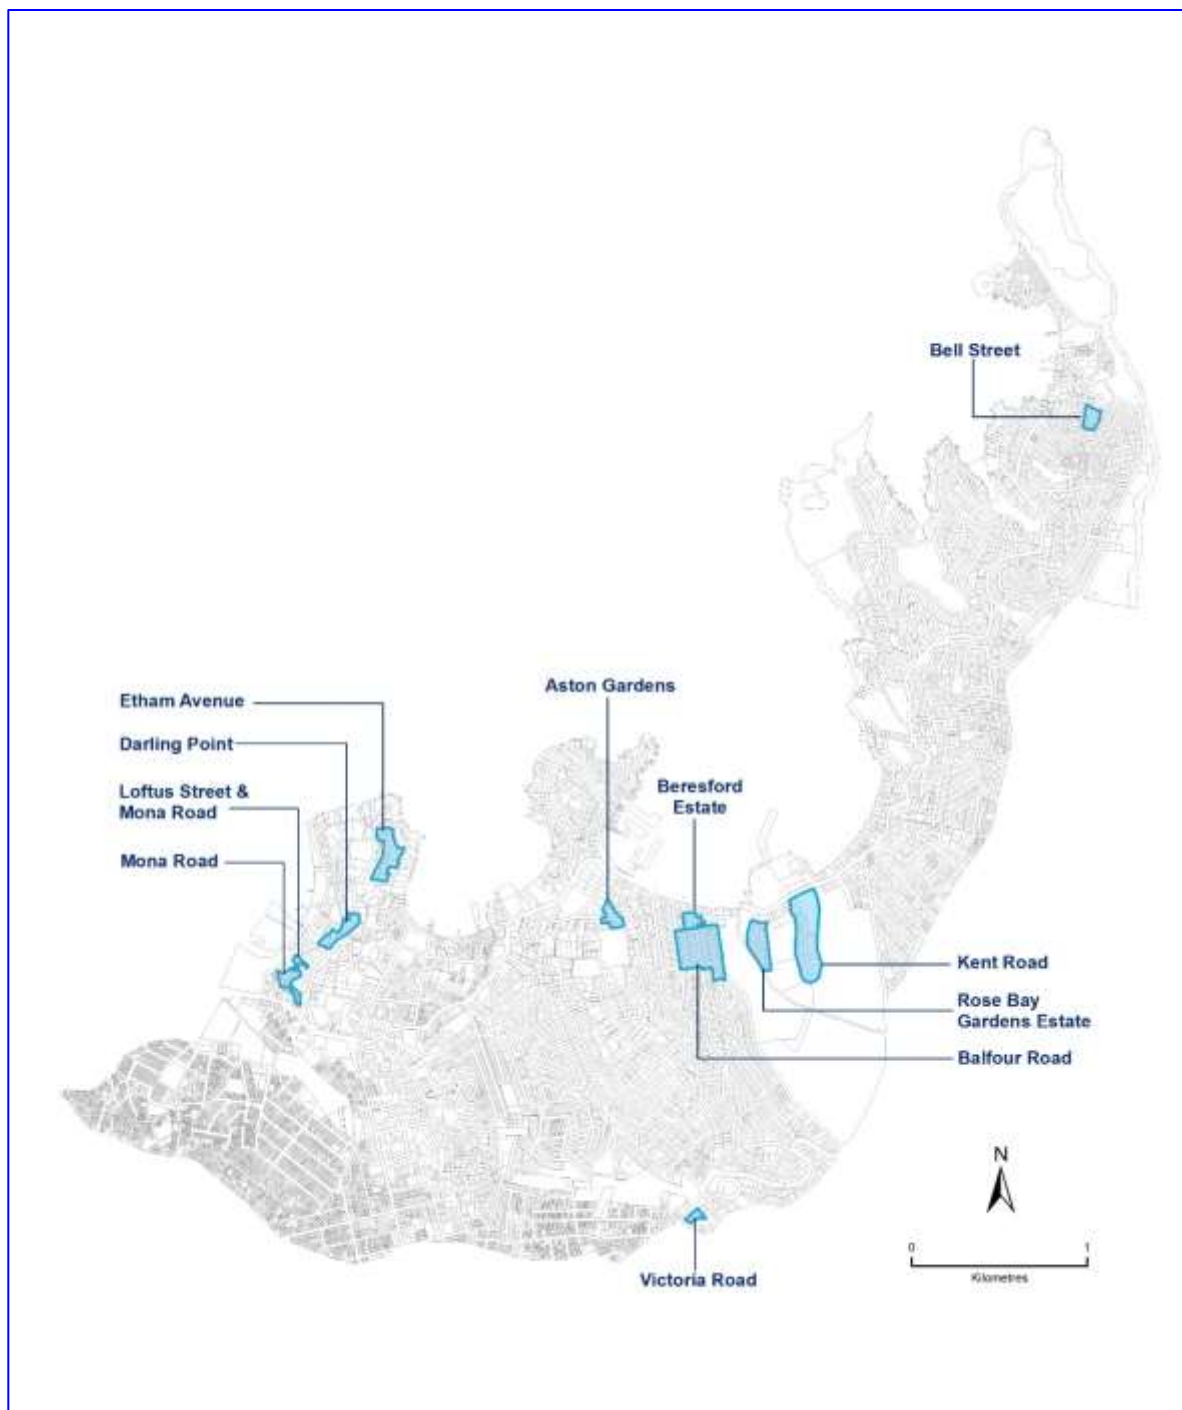 Bell Street
Aston Gardens
Etham Avenue
Darling Point
Beresford
Estate
Loftus Street &
Mona Road
Mona Road
Kent Road
Rose Bay
Gardens Estate
Balfour Road
N
0 1
Kilometres
Victoria Road